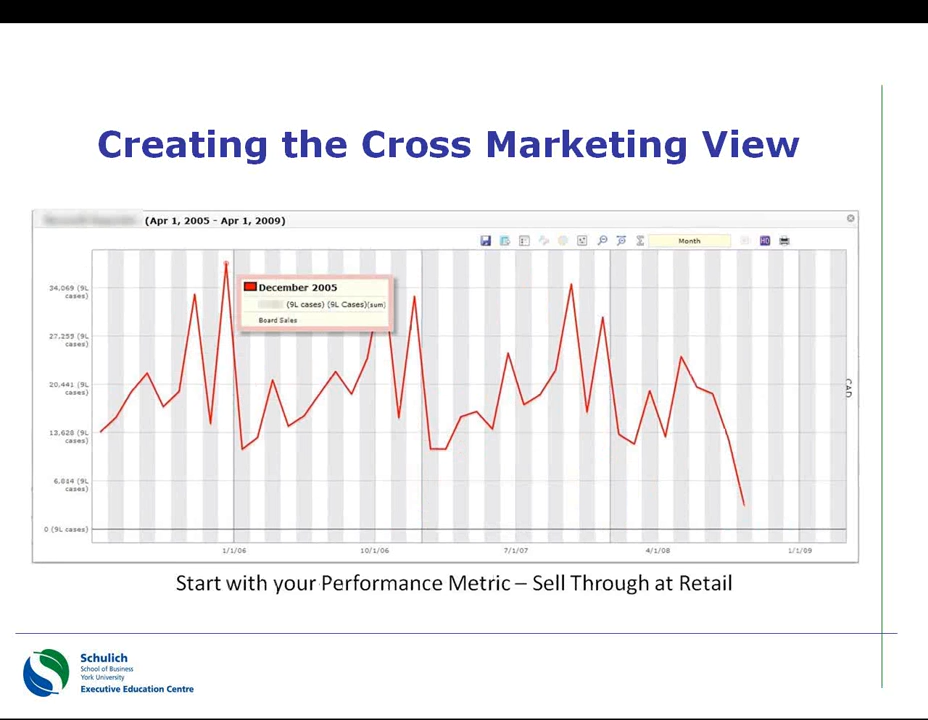 Creating the Cross Marketing View
(Apr 1, 2005 - Apr 1, 2009)
Month
HD
34,069 (9L
cases)
27,255 (9L
cases)
20,441 (9L
cases)
13,628 (9L
cases)
6,814 (9L
cases)
0 (9L cases)
December 2005
(9L cases) (9L Cases)(sum)
Board Sales
CAD
1/1/06
10/1/06
7/1/07
4/1/08
1/1/09
Start with your Performance Metric – Sell Through at Retail
Schulich
School of Business
York University
Executive Education Centre